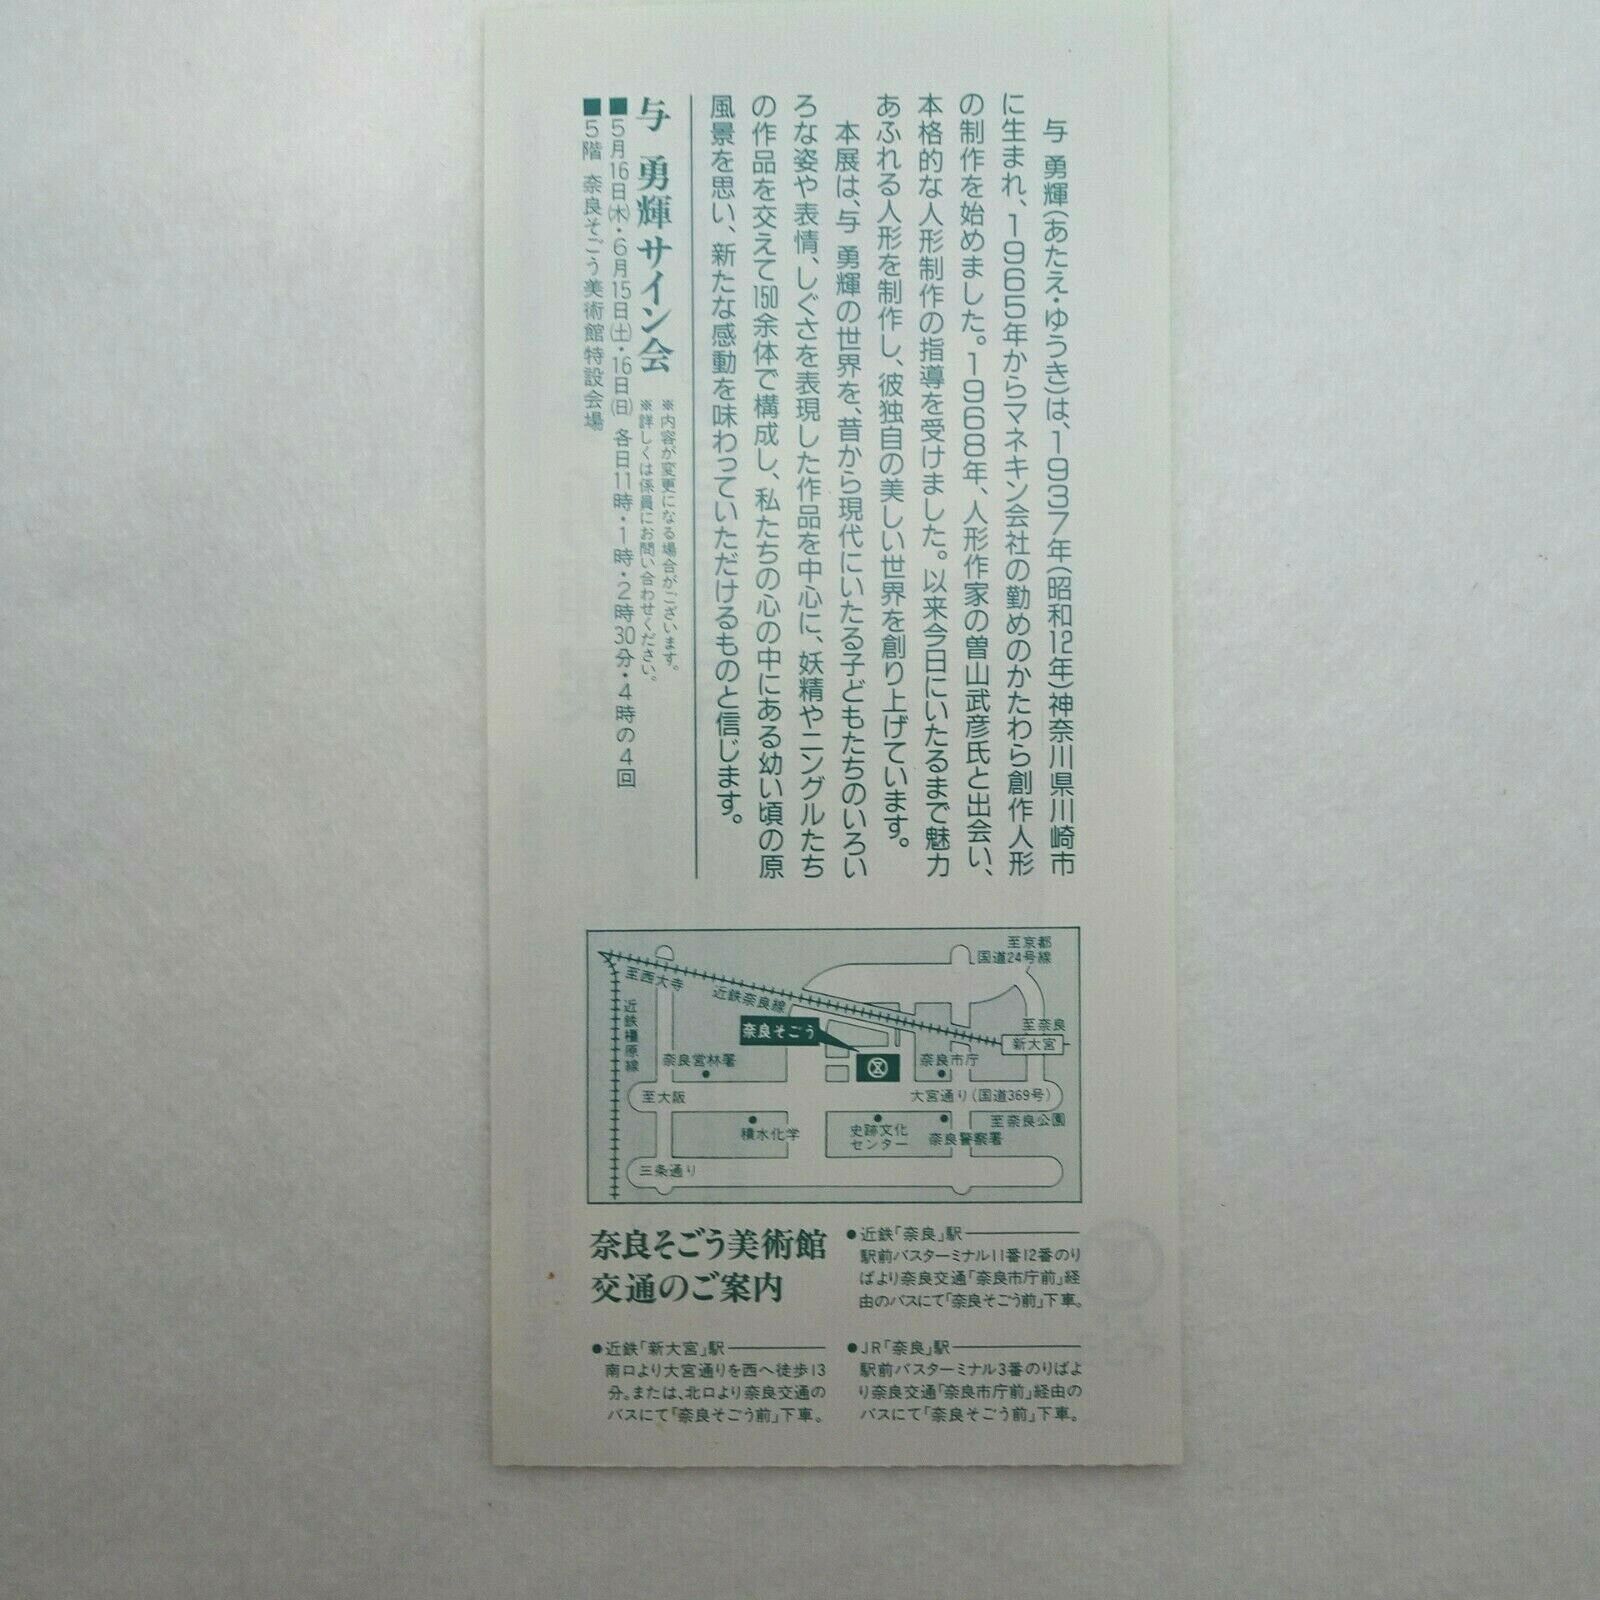 与 勇輝(あたえ・ゆうき)は、1937年(昭和12年)神奈川県川崎市
に生まれ、1965年からマネキン会社の勤めのかたわら創作人形
の制作を始めました。1968年、人形作家の曽山武彦氏と出会い、
本格的な人形制作の指導を受けました。以来今日にいたるまで魅力
あふれる人形を制作し、彼独自の美しい世界を創り上げています。
本展は、与 勇輝の世界を、昔から現代にいたる子どもたちのいろい
ろな姿や表情、しぐさを表現した作品を中心に、妖精やニングルたち
の作品を交えて150余体で構成し、私たちの心の中にある幼い頃の原
風景を思い、新たな感動を味わっていただけるものと信じます。
与 勇輝サイン会
※内容が変更になる場合がございます。
※詳しくは係員にお問い合わせください。
■5月16日(木)・6月15日(土)・16日(日) 各日11時・1時・2時30分・4時の4回
■5階 奈良そごう美術館特設会場
至京都
国道24号線
至西大寺
近鉄奈良線
近鉄橿原線
奈良そごう
至奈良
新大宮
奈良営林署
奈良市庁
至大阪
大宮通り(国道369号)
至奈良公園
積水化学
史跡文化
センター
奈良警察署
三条通り
奈良そごう美術館
交通のご案内
●近鉄「奈良」駅
駅前バスターミナル11番12番のり
ばより奈良交通「奈良市庁前」経
由のバスにて「奈良そごう前」下車。
●近鉄「新大宮」駅
南口より大宮通りを西へ徒歩13
分。または、北口より奈良交通の
バスにて「奈良そごう前」下車。
●JR「奈良」駅
駅前バスターミナル3番のりばよ
り奈良交通「奈良市庁前」経由の
バスにて「奈良そごう前」下車。